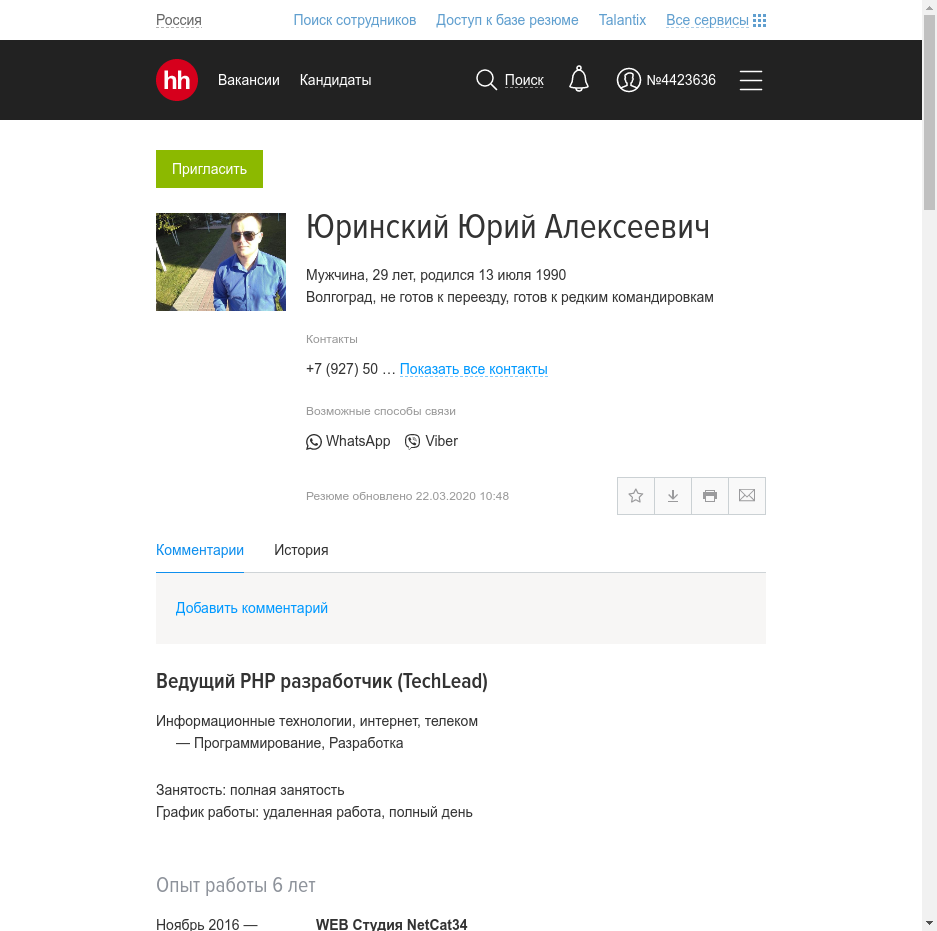 Россия Поиск сотрудников Доступ к базе резюме Talantix Все сервисы
hh Вакансии Кандидаты Поиск №4423636
Пригласить
Юринский Юрий Алексеевич
Мужчина, 29 лет, родился 13 июля 1990
Волгоград, не готов к переезду, готов к редким командировкам
Контакты
+7 (927) 50 ... Показать все контакты
Возможные способы связи
WhatsApp Viber
Резюме обновлено 22.03.2020 10:48
Комментарии История
Добавить комментарий
Ведущий PHP разработчик (TechLead)
Информационные технологии, интернет, телеком
— Программирование, Разработка
Занятость: полная занятость
График работы: удаленная работа, полный день
Опыт работы 6 лет
Ноябрь 2016 — WEB Студия NetCat34